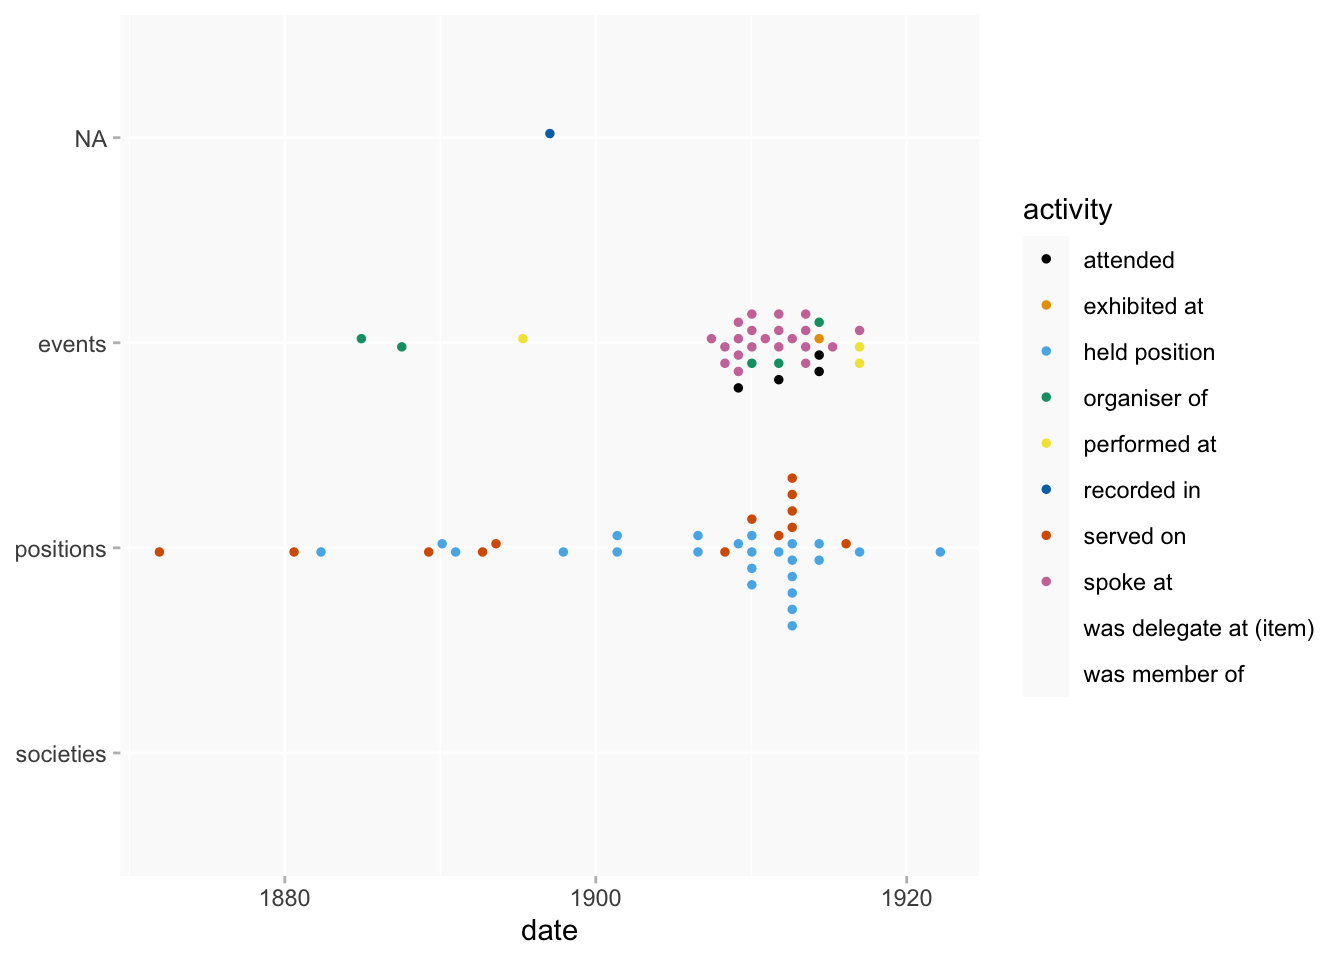 NA
events
positions
societies
1880
1900
1920
date
activity
attended
exhibited at
held position
organiser of
performed at
recorded in
served on
spoke at
was delegate at (item)
was member of